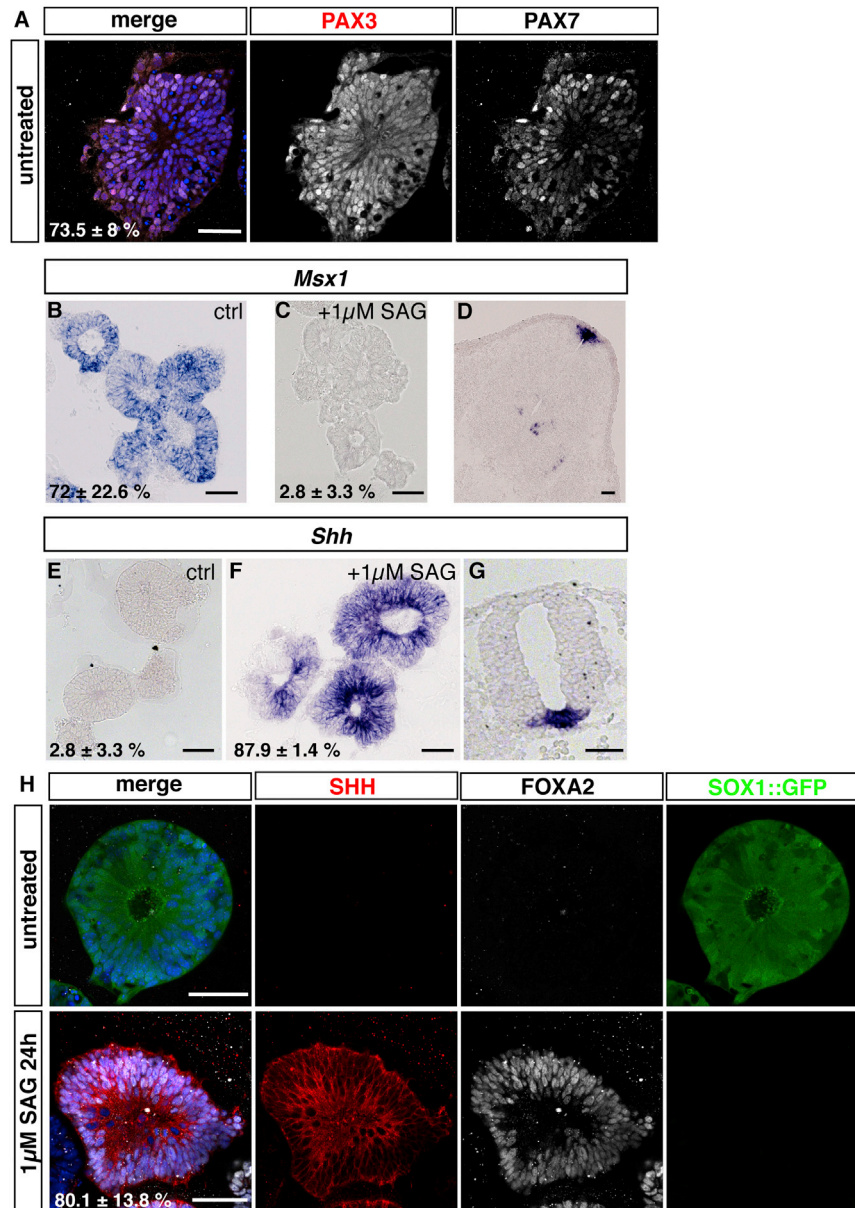 A merge PAX3 PAX7
untreated
73.5 ± 8 %
Msx1
B ctrl C +1µM SAG D
72 ± 22.6 % 2.8 ± 3.3 %
Shh
E ctrl F +1µM SAG G
2.8 ± 3.3 % 87.9 ± 1.4 %
H merge SHH FOXA2 SOX1::GFP
untreated
1µM SAG 24h
80.1 ± 13.8 %